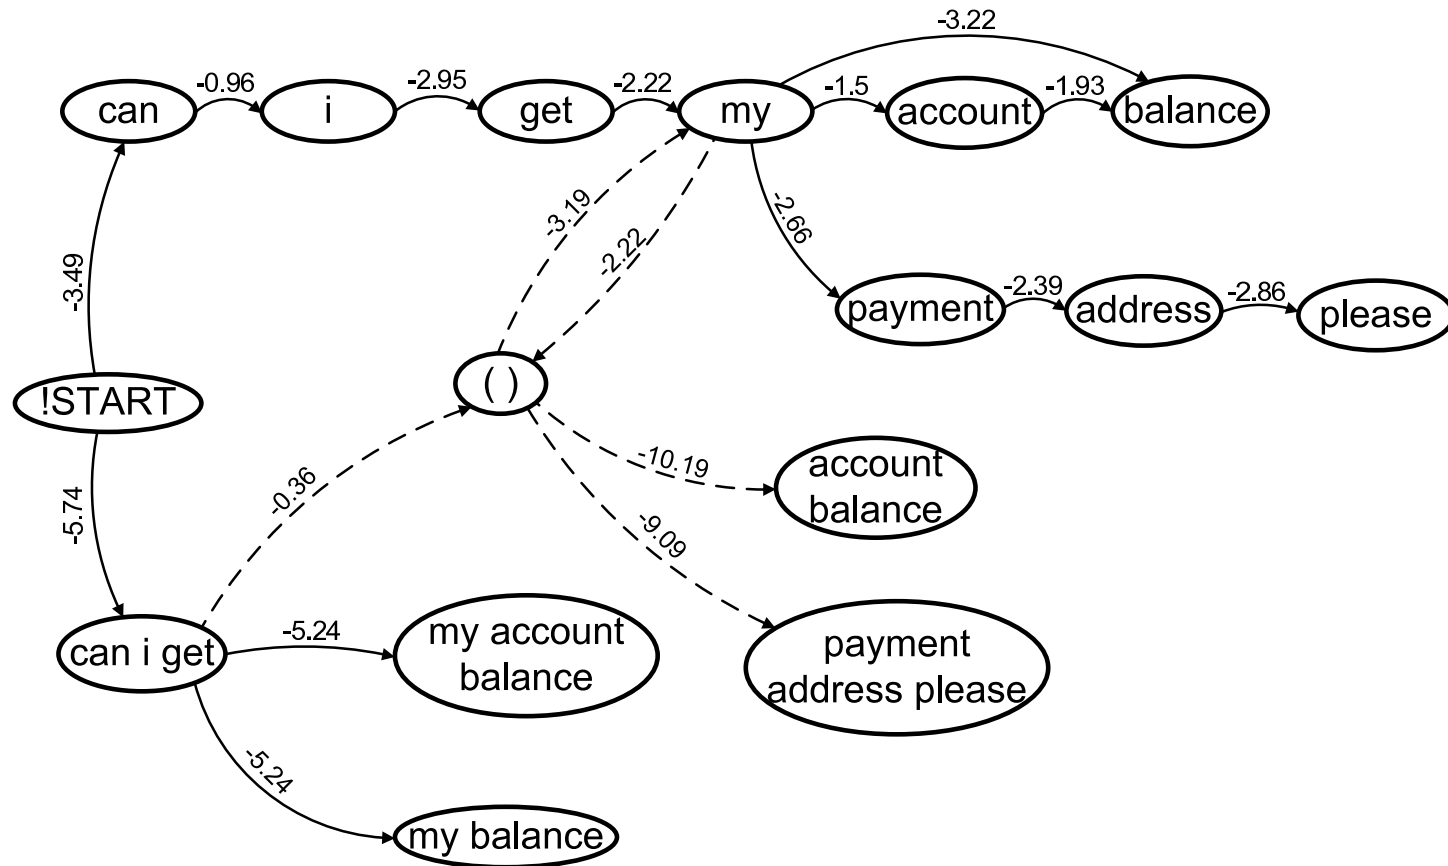 -3.22
-0.96
-2.95
-2.22
-1.5
-1.93
can
i
get
my
account
balance
-3.19
-2.22
-2.66
-3.49
payment
-2.39
address
-2.86
please
!START
( )
-0.36
-10.19
account
balance
-5.74
-9.09
can i get
-5.24
my account
balance
payment
address please
-5.24
my balance